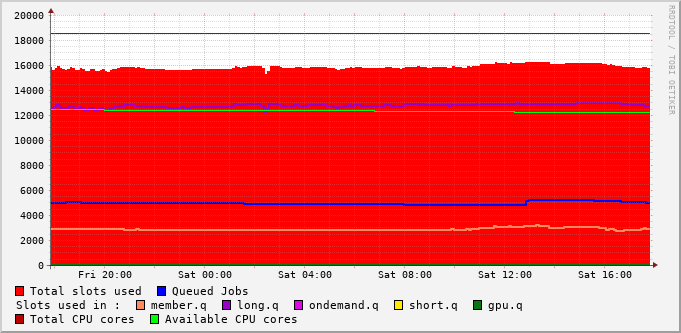 20000
18000
16000
14000
12000
10000
8000
6000
4000
2000
0
Fri 20:00 Sat 00:00 Sat 04:00 Sat 08:00 Sat 12:00 Sat 16:00
Total slots used Queued Jobs
Slots used in : member.q long.q ondemand.q short.q gpu.q
Total CPU cores Available CPU cores
RRDTOOL / TOBI OETIKER